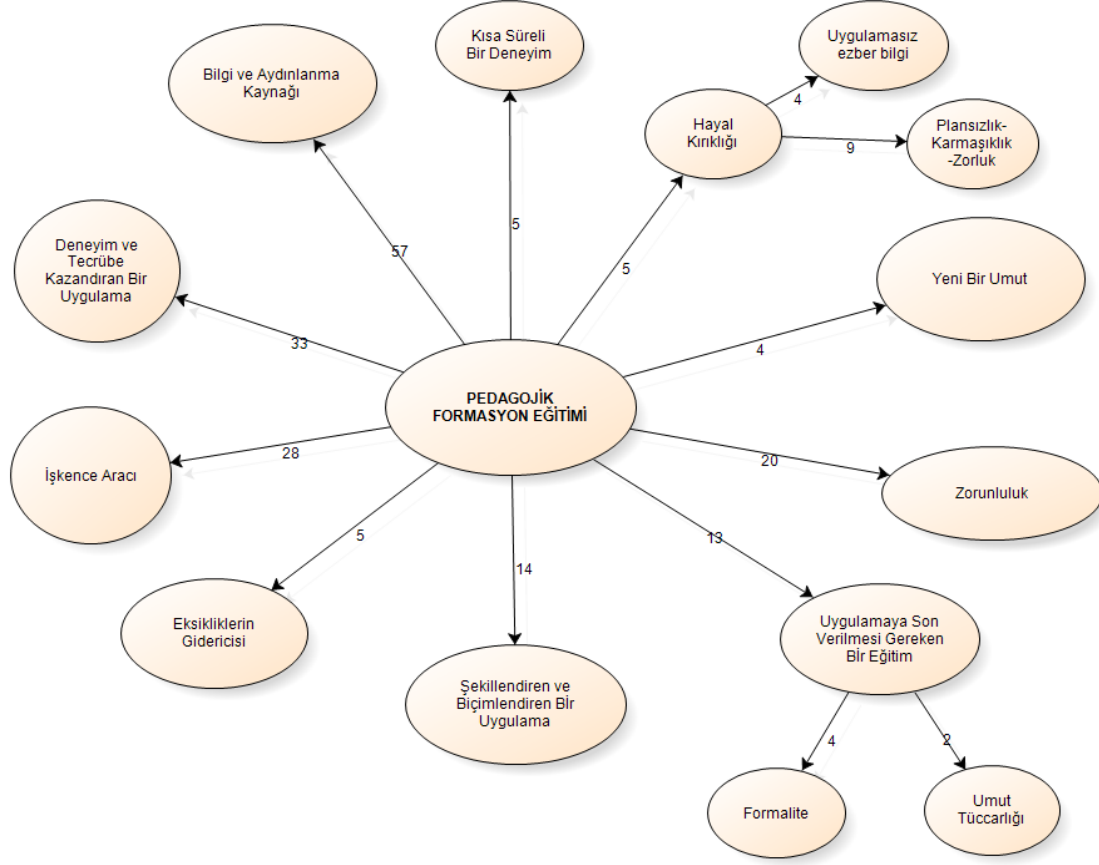 Kısa Süreli
Bir Deneyim
Uygulamasız
ezber bilgi
Bilgi ve Aydınlanma
Kaynağı
4
Hayal
Kırıklığı
Plansızlık-
Karmaşıklık
-Zorluk
9
5
57
5
Deneyim ve
Tecrübe
Kazandıran Bir
Uygulama
Yeni Bir Umut
33
4
PEDAGOJİK
FORMASYON EĞİTİMİ
28
20
İşkence Aracı
Zorunluluk
5
14
13
Eksikliklerin
Gidericisi
Uygulamaya Son
Verilmesi Gereken
Bİr Eğitim
Şekillendiren ve
Biçimlendiren Bİr
Uygulama
4
2
Formalite
Umut
Tüccarlığı